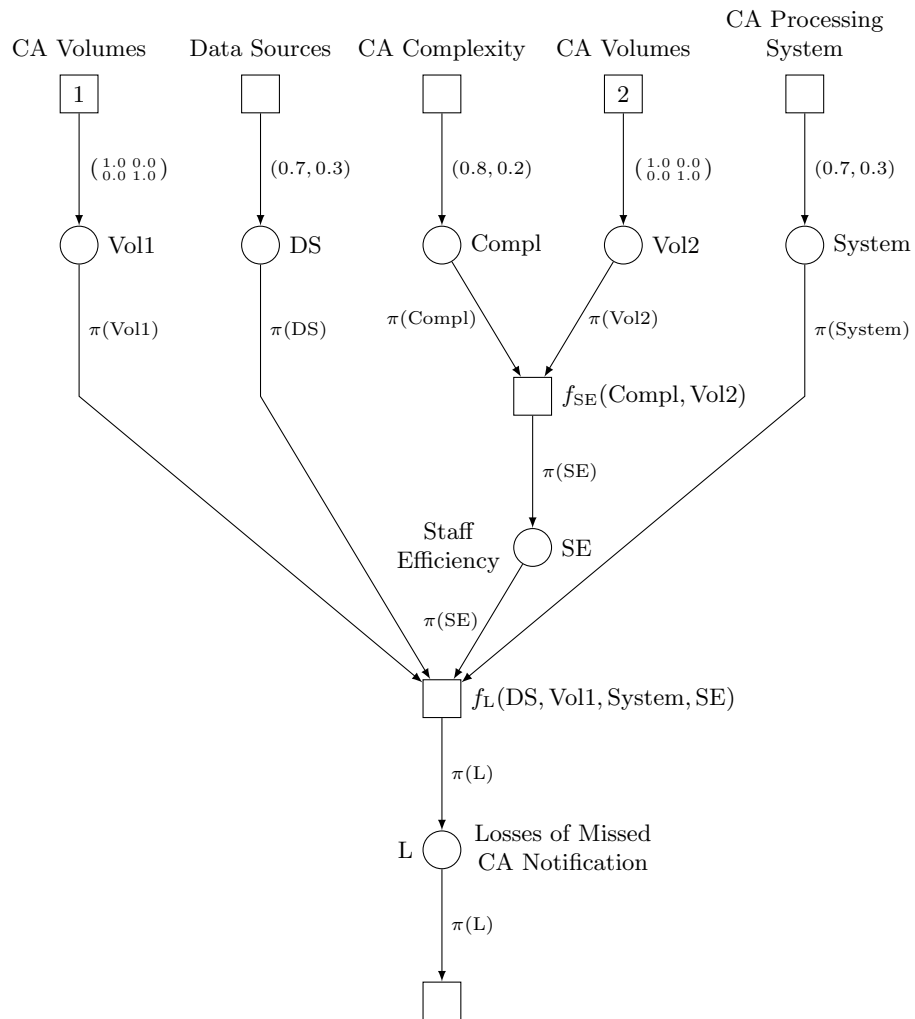 CA Volumes
Data Sources
CA Complexity
CA Volumes
CA Processing
System
1
2
(1.0 0.0
0.0 1.0)
(0.7, 0.3)
(0.8, 0.2)
(1.0 0.0
0.0 1.0)
(0.7, 0.3)
Vol1
DS
Compl
Vol2
System
π(Vol1)
π(DS)
π(Compl)
π(Vol2)
π(System)
f_SE(Compl, Vol2)
π(SE)
Staff
Efficiency
SE
π(SE)
f_L(DS, Vol1, System, SE)
π(L)
L
Losses of Missed
CA Notification
π(L)